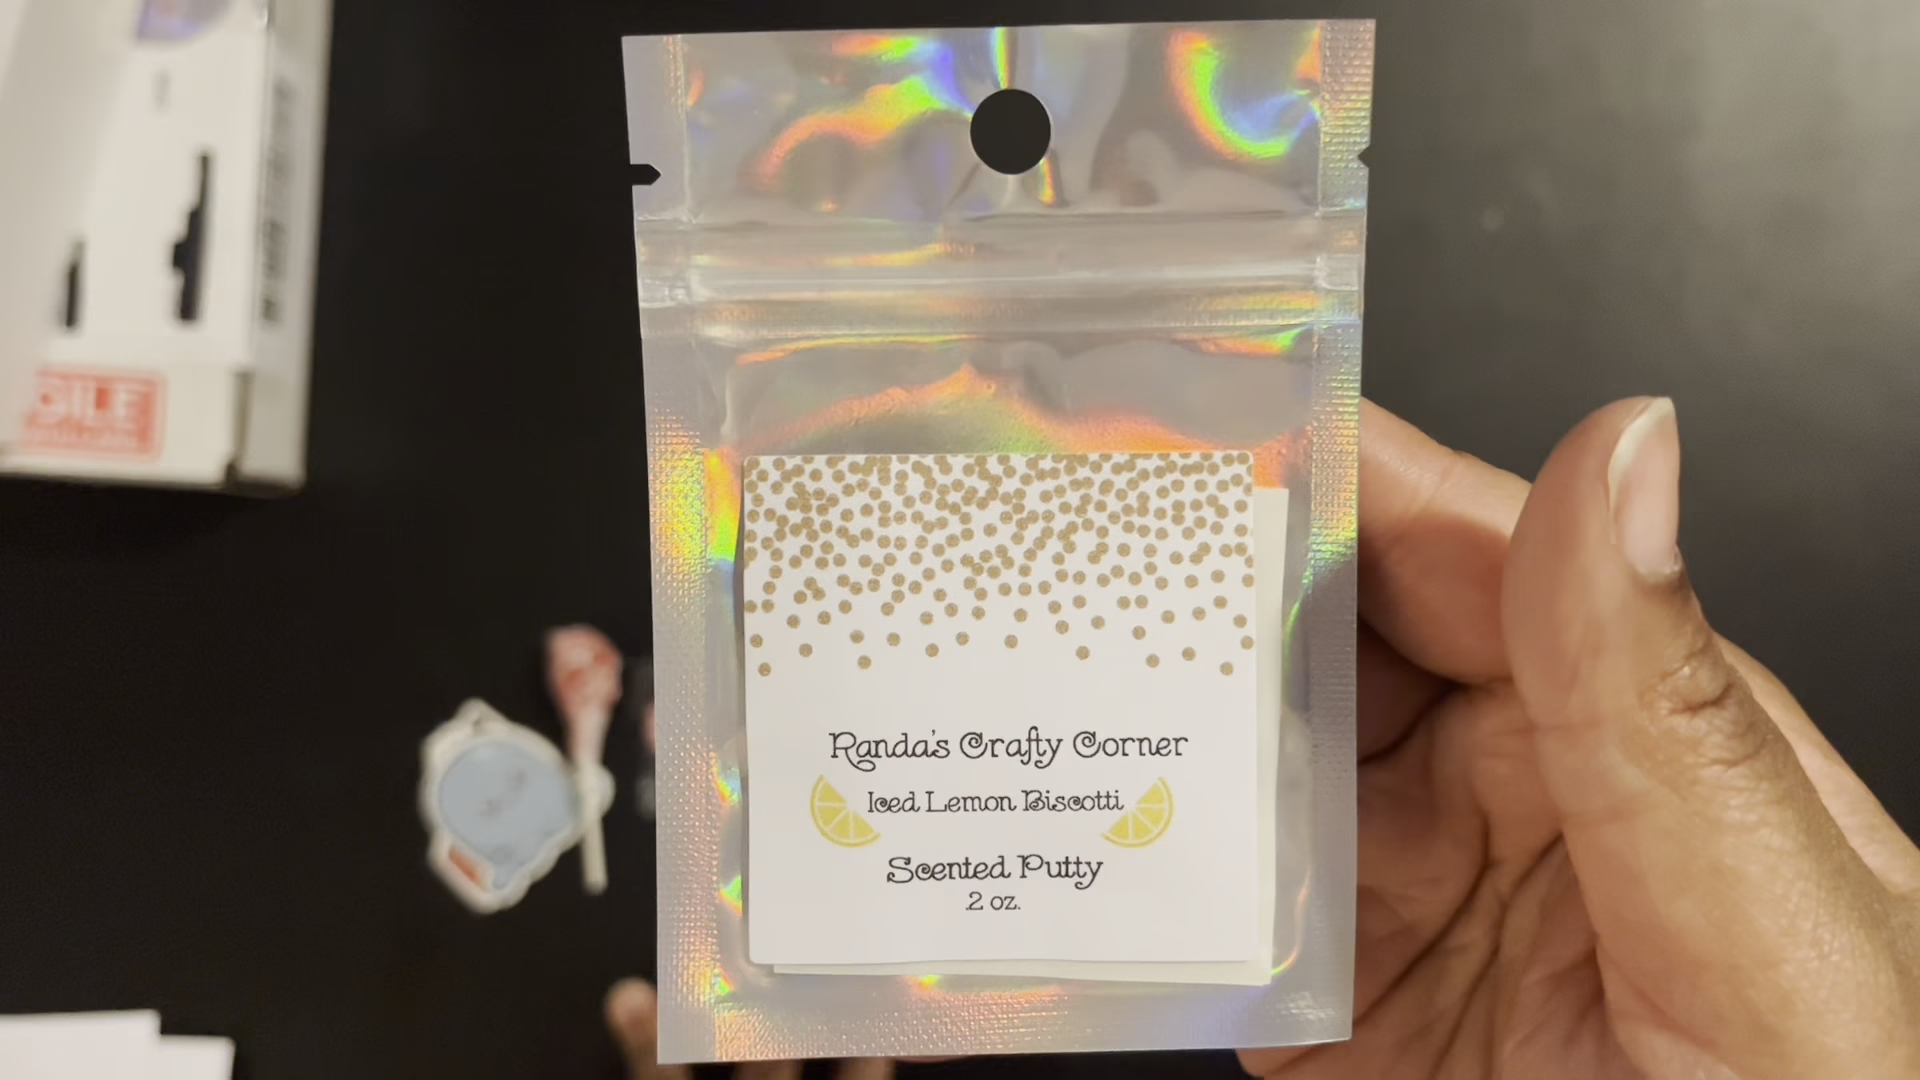 Randa's Crafty Corner
Iced Lemon Biscotti
Scented Putty
.2 oz.